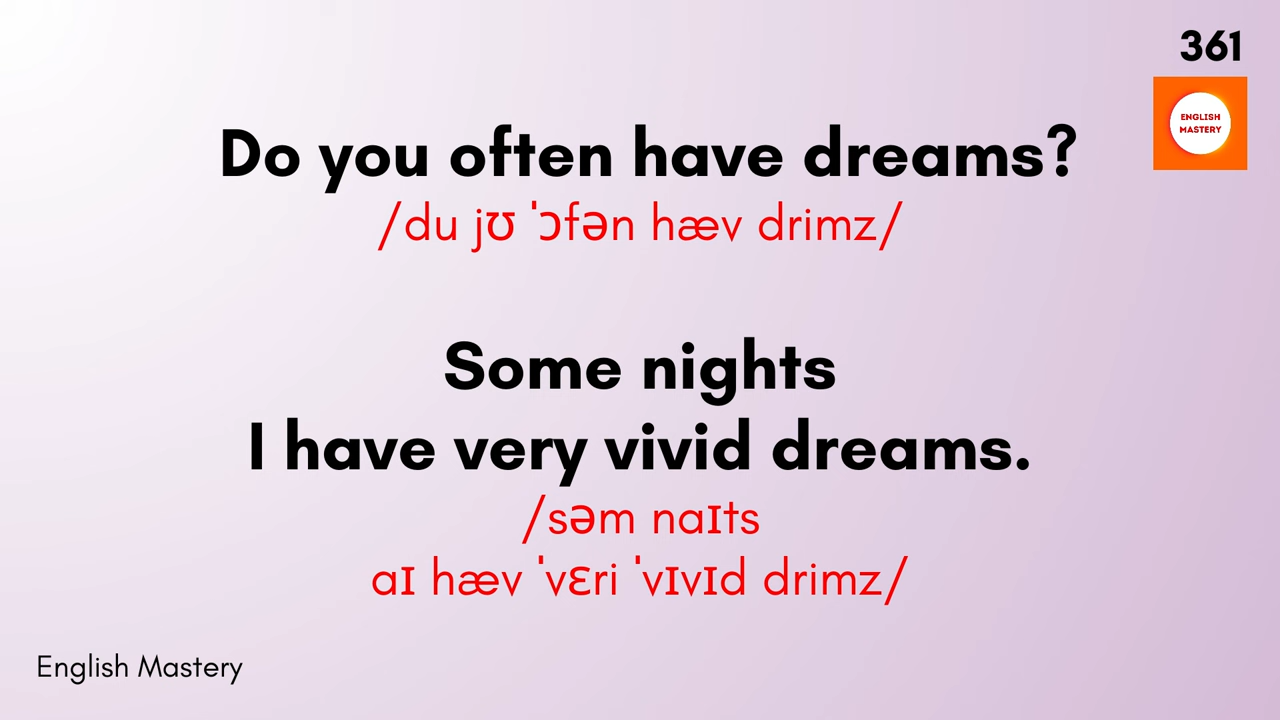 361
ENGLISH
MASTERY
Do you often have dreams?
/du jʊ ˈɔfən hæv drimz/
Some nights
I have very vivid dreams.
/səm naɪts
aɪ hæv ˈvɛri ˈvɪvɪd drimz/
English Mastery